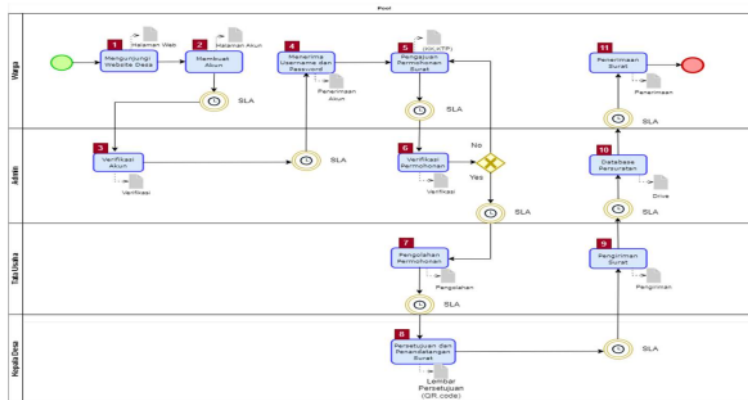 Pool
Warga
1
Mengunjungi
Website Desa
Halaman Web
2
Membuat
Akun
Halaman Akun
SLA
4
Menerima
Username dan
Password
Penerimaan
Akun
5
Pengajuan
Permohonan
Surat
(KK,KTP)
SLA
11
Penerimaan
Surat
Penerimaan
SLA
Admin
3
Verifikasi
Akun
Verifikasi
SLA
6
Verifikasi
Permohonan
Verifikasi
No
Yes
SLA
10
Database
Persuratan
Drive
SLA
Tata Usaha
7
Pengolahan
Permohonan
Pengolahan
SLA
9
Pengiriman
Surat
Pengiriman
Kepala Desa
8
Persetujuan dan
Penandatangan
Surat
Lembar
Persetujuan
(QR.code)
SLA